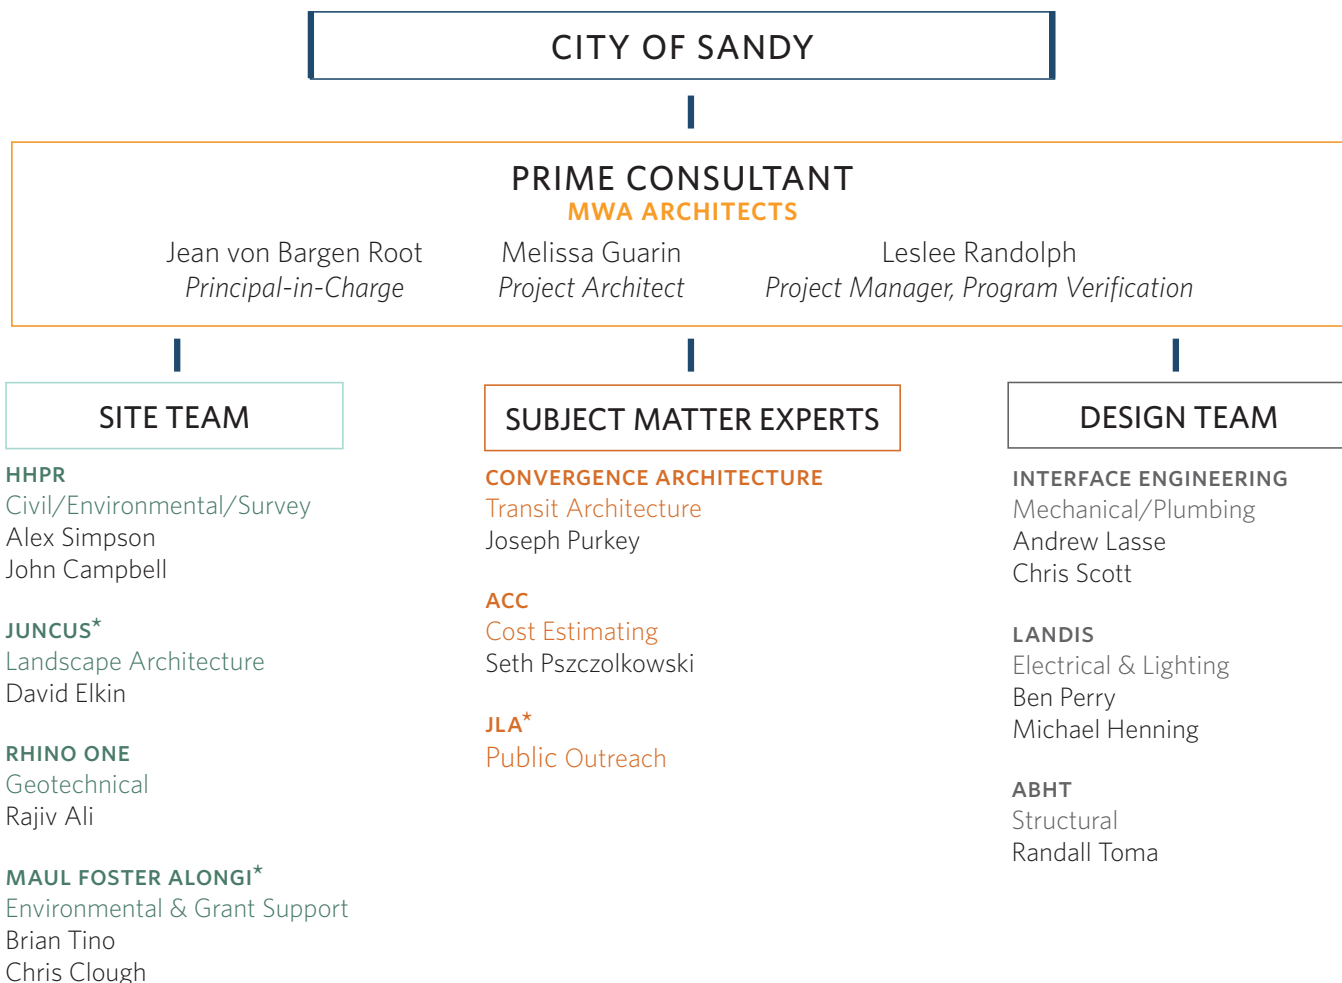 CITY OF SANDY
PRIME CONSULTANT
MWA ARCHITECTS
Jean von Bargen Root
Principal-in-Charge
Melissa Guarin
Project Architect
Leslee Randolph
Project Manager, Program Verification
SITE TEAM
HHPR
Civil/Environmental/Survey
Alex Simpson
John Campbell
JUNCUS*
Landscape Architecture
David Elkin
RHINO ONE
Geotechnical
Rajiv Ali
MAUL FOSTER ALONGI*
Environmental & Grant Support
Brian Tino
Chris Clough
SUBJECT MATTER EXPERTS
CONVERGENCE ARCHITECTURE
Transit Architecture
Joseph Purkey
ACC
Cost Estimating
Seth Pszczolkowski
JLA*
Public Outreach
DESIGN TEAM
INTERFACE ENGINEERING
Mechanical/Plumbing
Andrew Lasse
Chris Scott
LANDIS
Electrical & Lighting
Ben Perry
Michael Henning
ABHT
Structural
Randall Toma